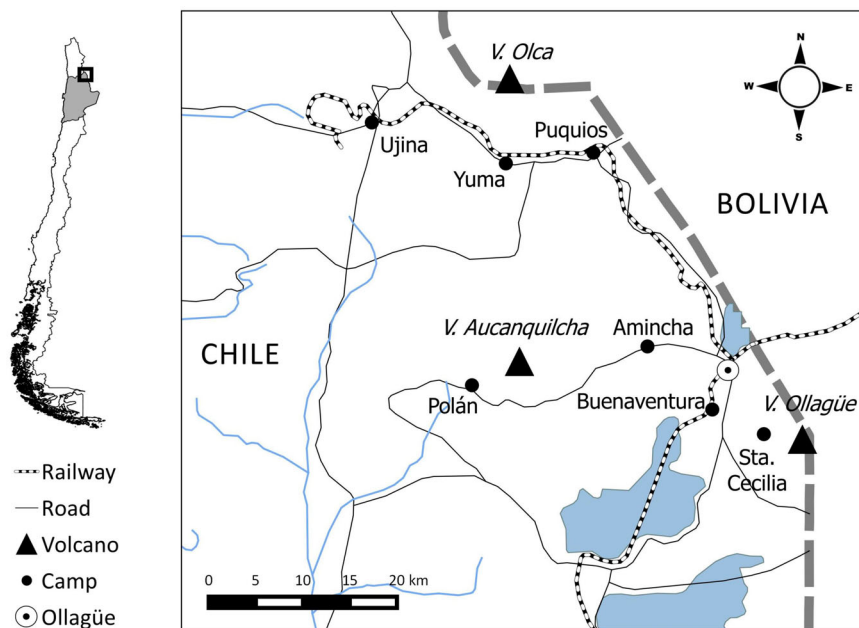 V. Olca
N
W
E
S
Ujina
Puquios
Yuma
BOLIVIA
V. Aucanquilcha
Amincha
CHILE
Polán
Buenaventura
V. Ollagüe
Sta.
Cecilia
Railway
Road
Volcano
Camp
Ollagüe
0 5 10 15 20 km